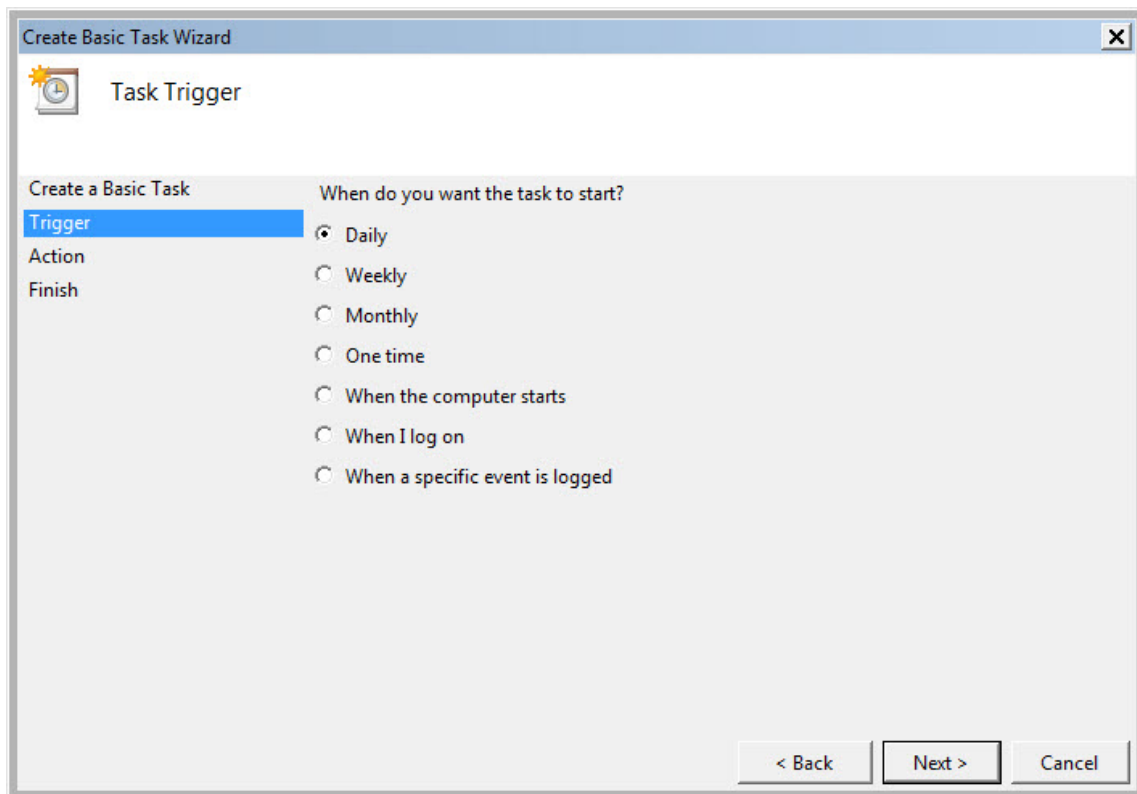 Create Basic Task Wizard
Task Trigger
Create a Basic Task
Trigger
Action
Finish
When do you want the task to start?
Daily
Weekly
Monthly
One time
When the computer starts
When I log on
When a specific event is logged
< Back
Next >
Cancel